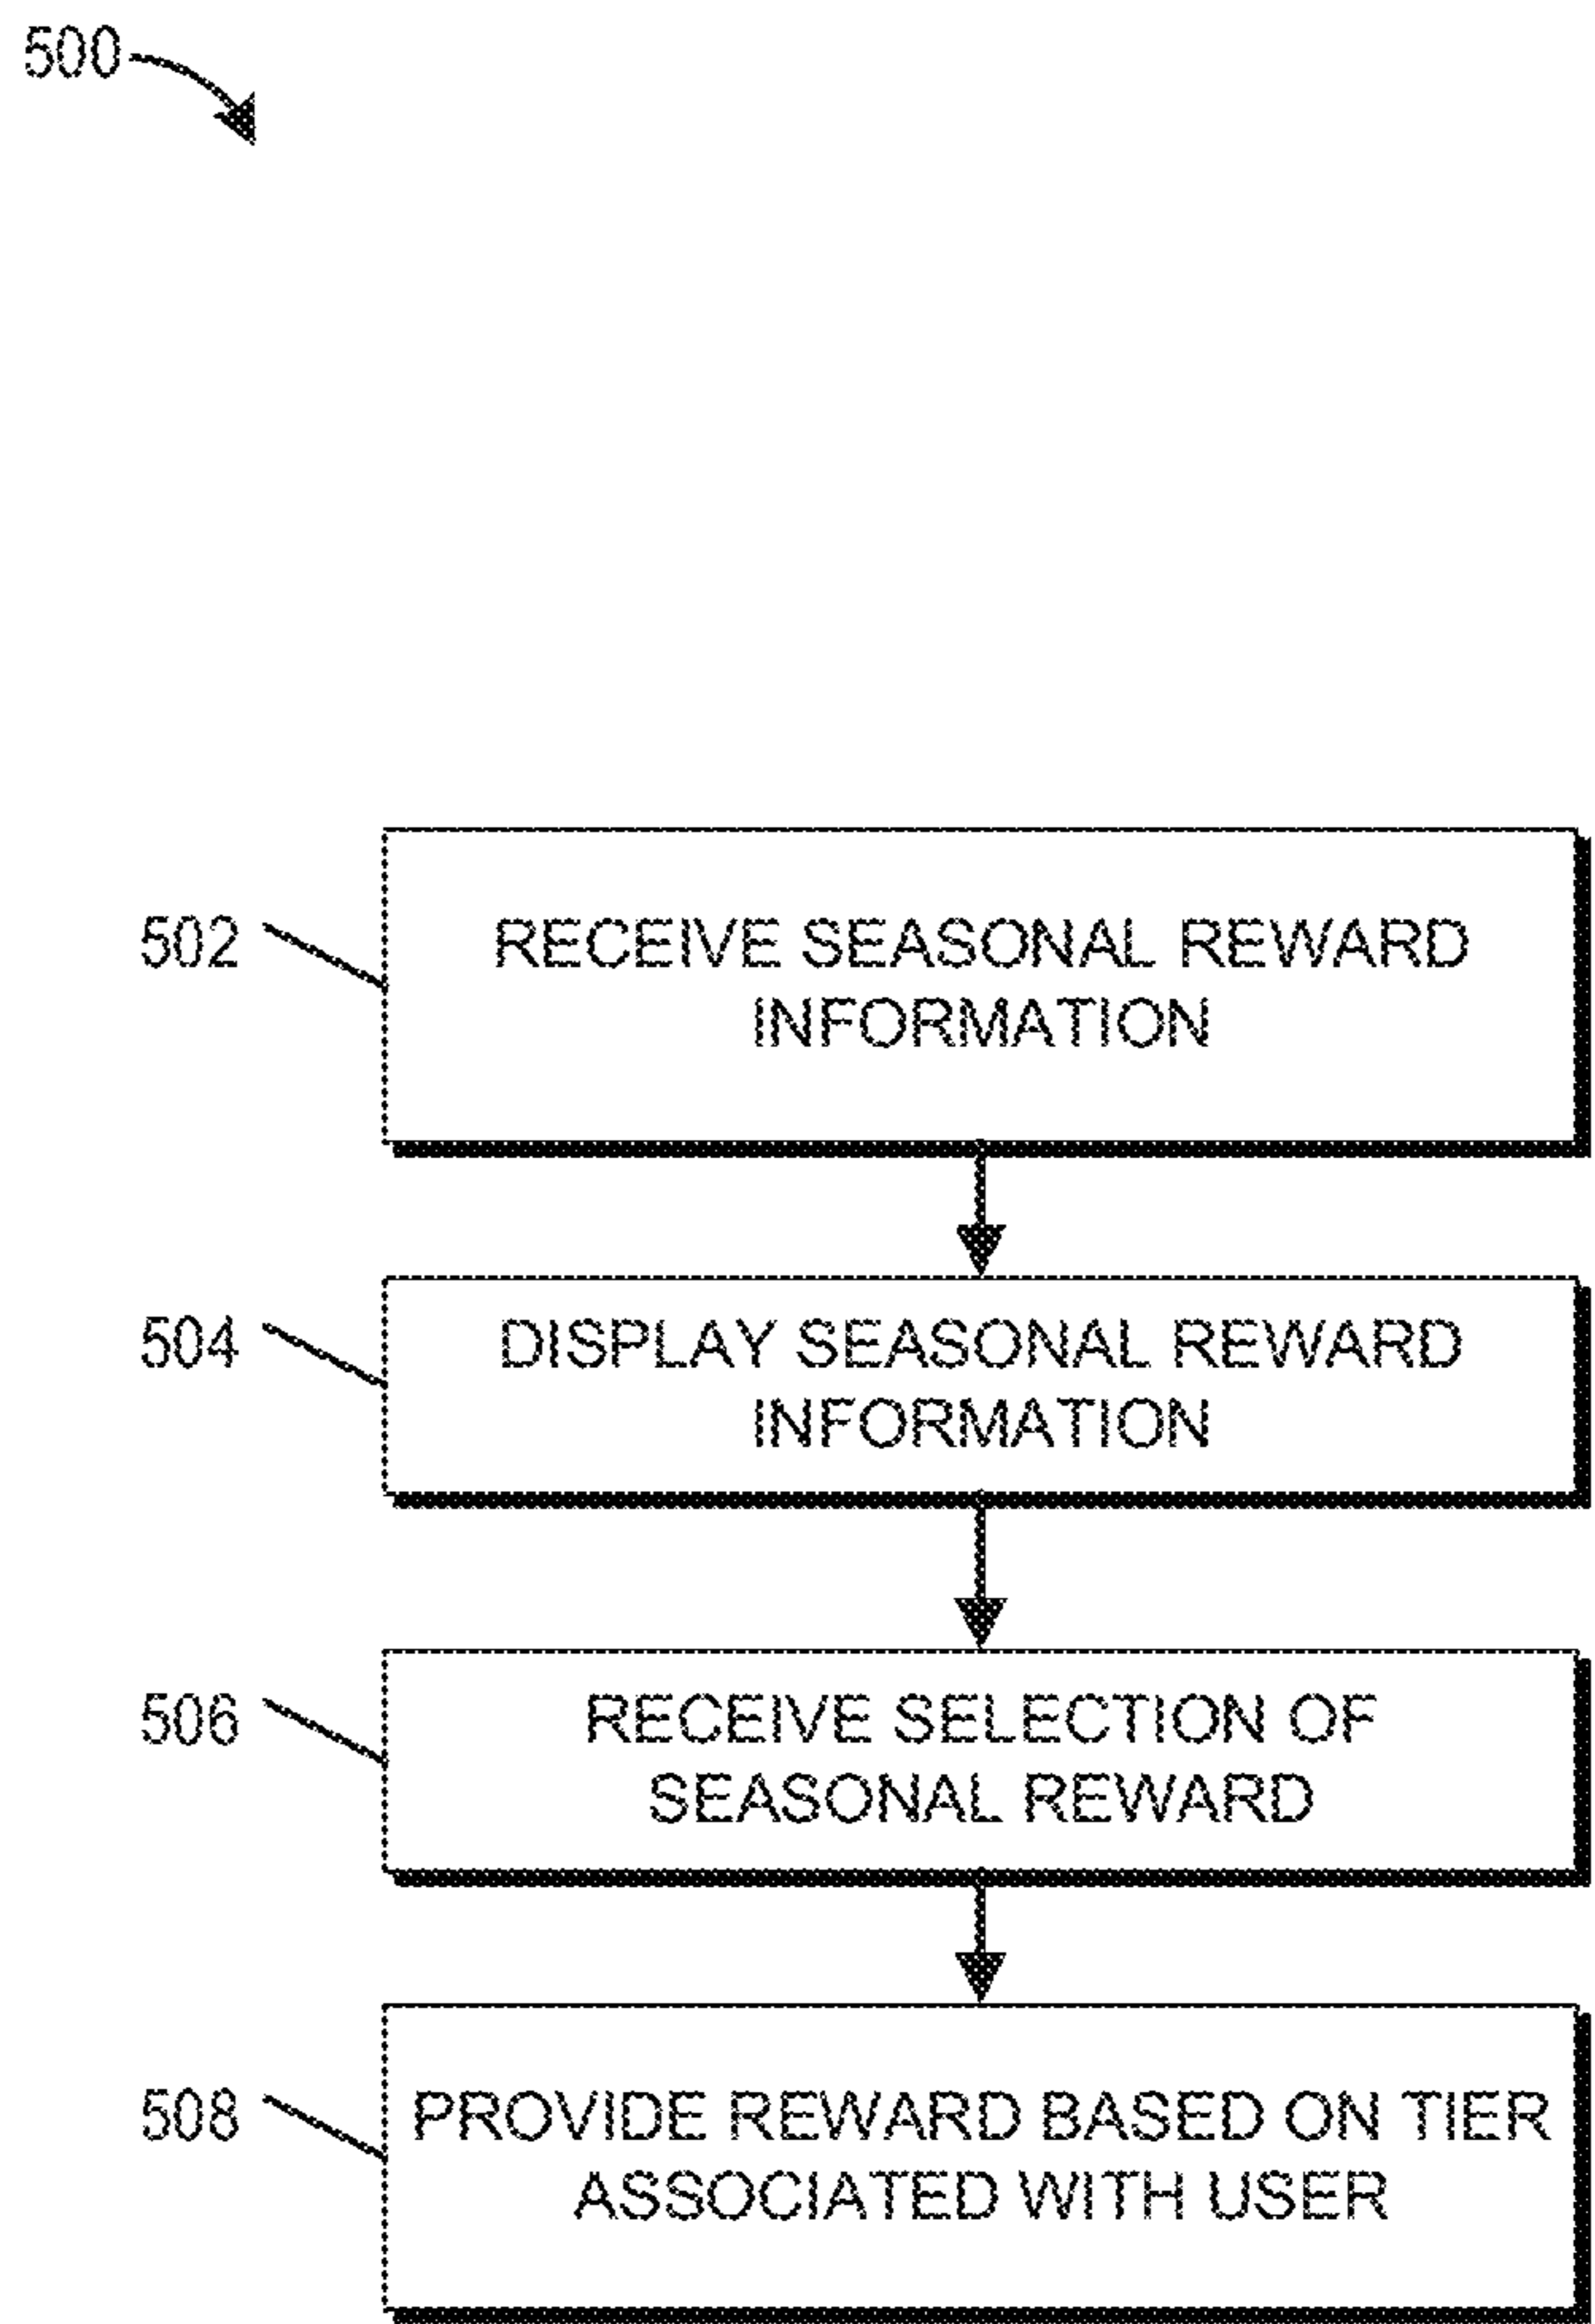 500
502
RECEIVE SEASONAL REWARD
INFORMATION
504
DISPLAY SEASONAL REWARD
INFORMATION
506
RECEIVE SELECTION OF
SEASONAL REWARD
508
PROVIDE REWARD BASED ON TIER
ASSOCIATED WITH USER